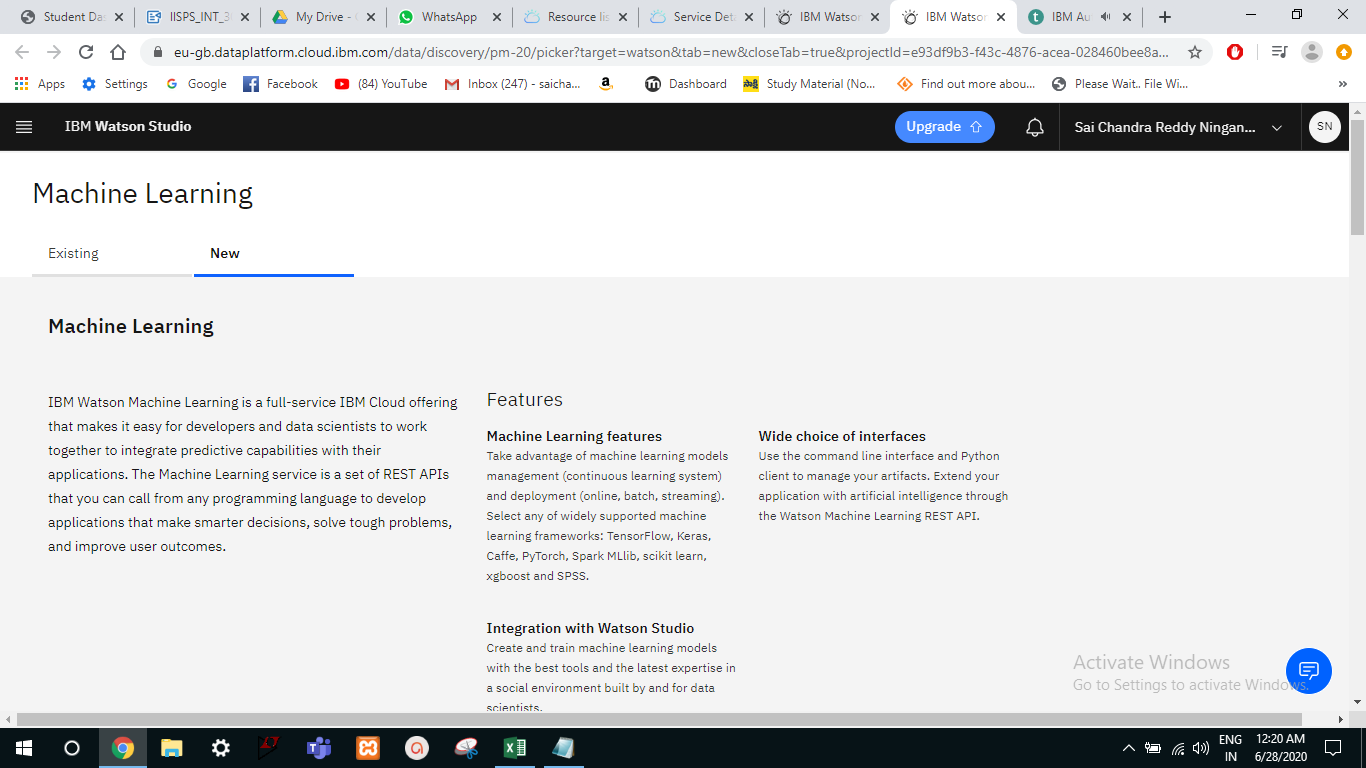 Student Da
IISPS_INT_3
My Drive -
WhatsApp
Resource lis
Service Det
IBM Watson
IBM Watson
IBM Au
eu-gb.dataplatform.cloud.ibm.com/data/discovery/pm-20/picker?target=watson&tab=new&closeTab=true&projectId=e93df9b3-f43c-4876-acea-028460bee8a...
Apps
Settings
Google
Facebook
(84) YouTube
Inbox (247) - saicha...
Dashboard
Study Material (No...
Find out more abou...
Please Wait.. File Wi...
IBM Watson Studio
Upgrade
Sai Chandra Reddy Ningan...
SN
Machine Learning
Existing
New
Machine Learning
IBM Watson Machine Learning is a full-service IBM Cloud offering
that makes it easy for developers and data scientists to work
together to integrate predictive capabilities with their
applications. The Machine Learning service is a set of REST APIs
that you can call from any programming language to develop
applications that make smarter decisions, solve tough problems,
and improve user outcomes.
Features
Machine Learning features
Take advantage of machine learning models
management (continuous learning system)
and deployment (online, batch, streaming).
Select any of widely supported machine
learning frameworks: TensorFlow, Keras,
Caffe, PyTorch, Spark MLlib, scikit learn,
xgboost and SPSS.
Wide choice of interfaces
Use the command line interface and Python
client to manage your artifacts. Extend your
application with artificial intelligence through
the Watson Machine Learning REST API.
Integration with Watson Studio
Create and train machine learning models
with the best tools and the latest expertise in
a social environment built by and for data
scientists.
Activate Windows
Go to Settings to activate Windows.
ENG
IN
12:20 AM
6/28/2020